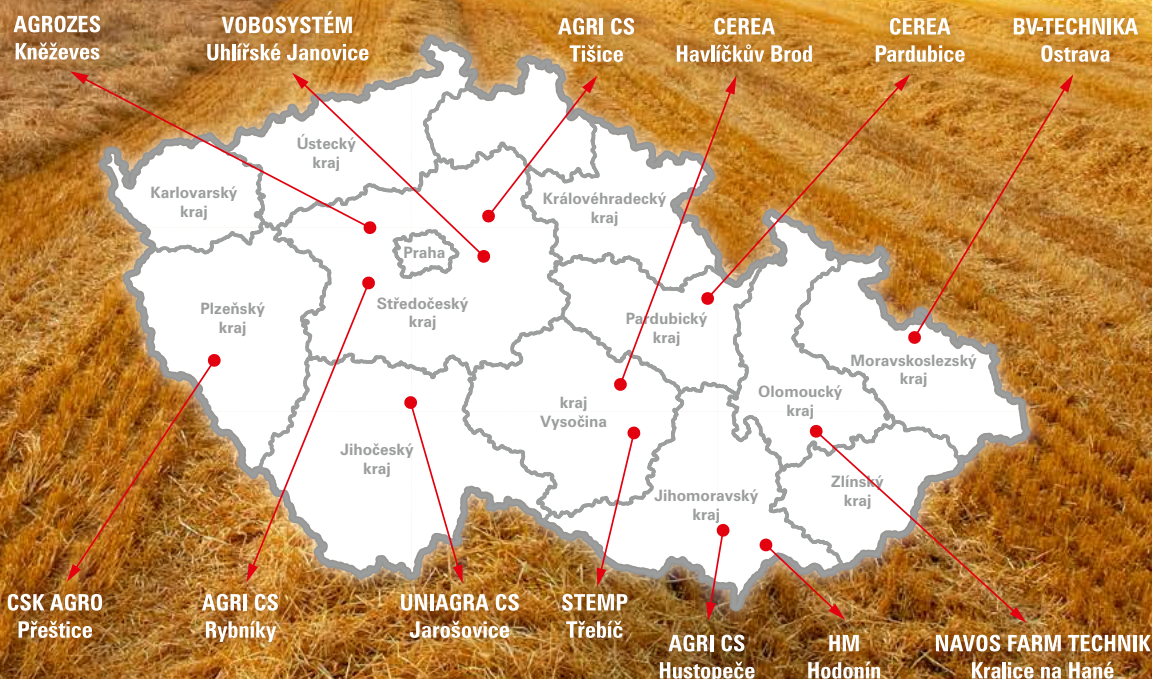 AGROZES
Kněževes
VOBOSYSTÉM
Uhlířské Janovice
AGRI CS
Tišice
CEREA
Havlíčkův Brod
CEREA
Pardubice
BV-TECHNIKA
Ostrava
Ústecký
kraj
Karlovarský
kraj
Královéhradecký
kraj
Praha
Plzeňský
kraj
Středočeský
kraj
Pardubický
kraj
Moravskoslezský
kraj
Olomoucký
kraj
kraj
Vysočina
Jihočeský
kraj
Zlínský
kraj
Jihomoravský
kraj
CSK AGRO
Přeštice
AGRI CS
Rybníky
UNIAGRA CS
Jarošovice
STEMP
Třebíč
AGRI CS
Hustopeče
HM
Hodonín
NAVOS FARM TECHNIK
Kralice na Hané